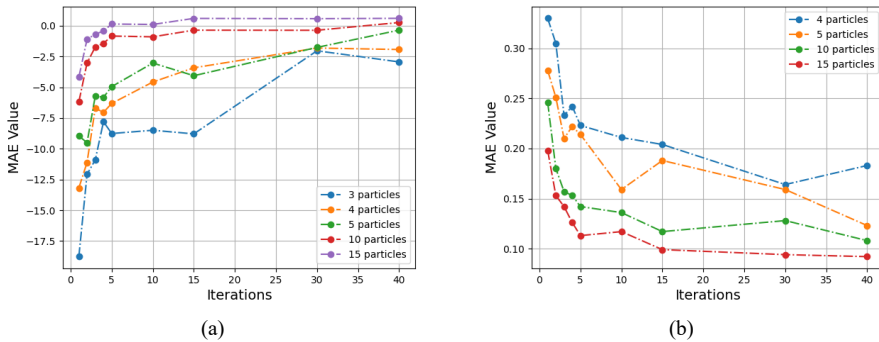 0.0
−2.5
−5.0
−7.5
−10.0
−12.5
−15.0
−17.5
MAE Value
0 5 10 15 20 25 30 35 40
Iterations
3 particles
4 particles
5 particles
10 particles
15 particles
(a)
0.30
0.25
0.20
0.15
0.10
MAE Value
0 5 10 15 20 25 30 35 40
Iterations
4 particles
5 particles
10 particles
15 particles
(b)